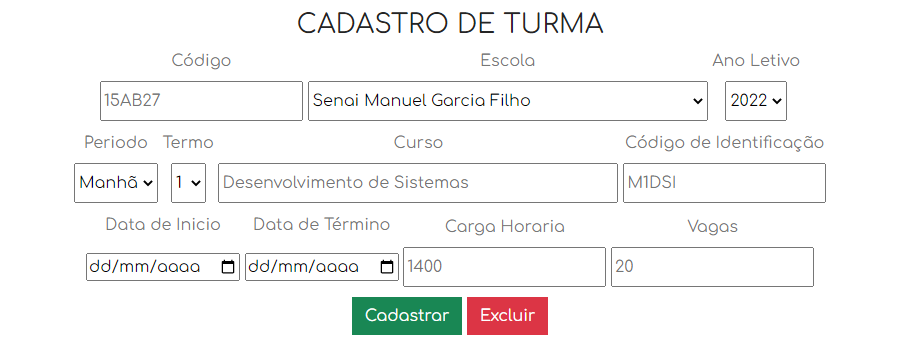 CADASTRO DE TURMA
Código Escola Ano Letivo
15AB27 Senai Manuel Garcia Filho 2022
Periodo Termo Curso Código de Identificação
Manhã 1 Desenvolvimento de Sistemas M1DSI
Data de Inicio Data de Término Carga Horaria Vagas
dd/mm/aaaa dd/mm/aaaa 1400 20
Cadastrar Excluir